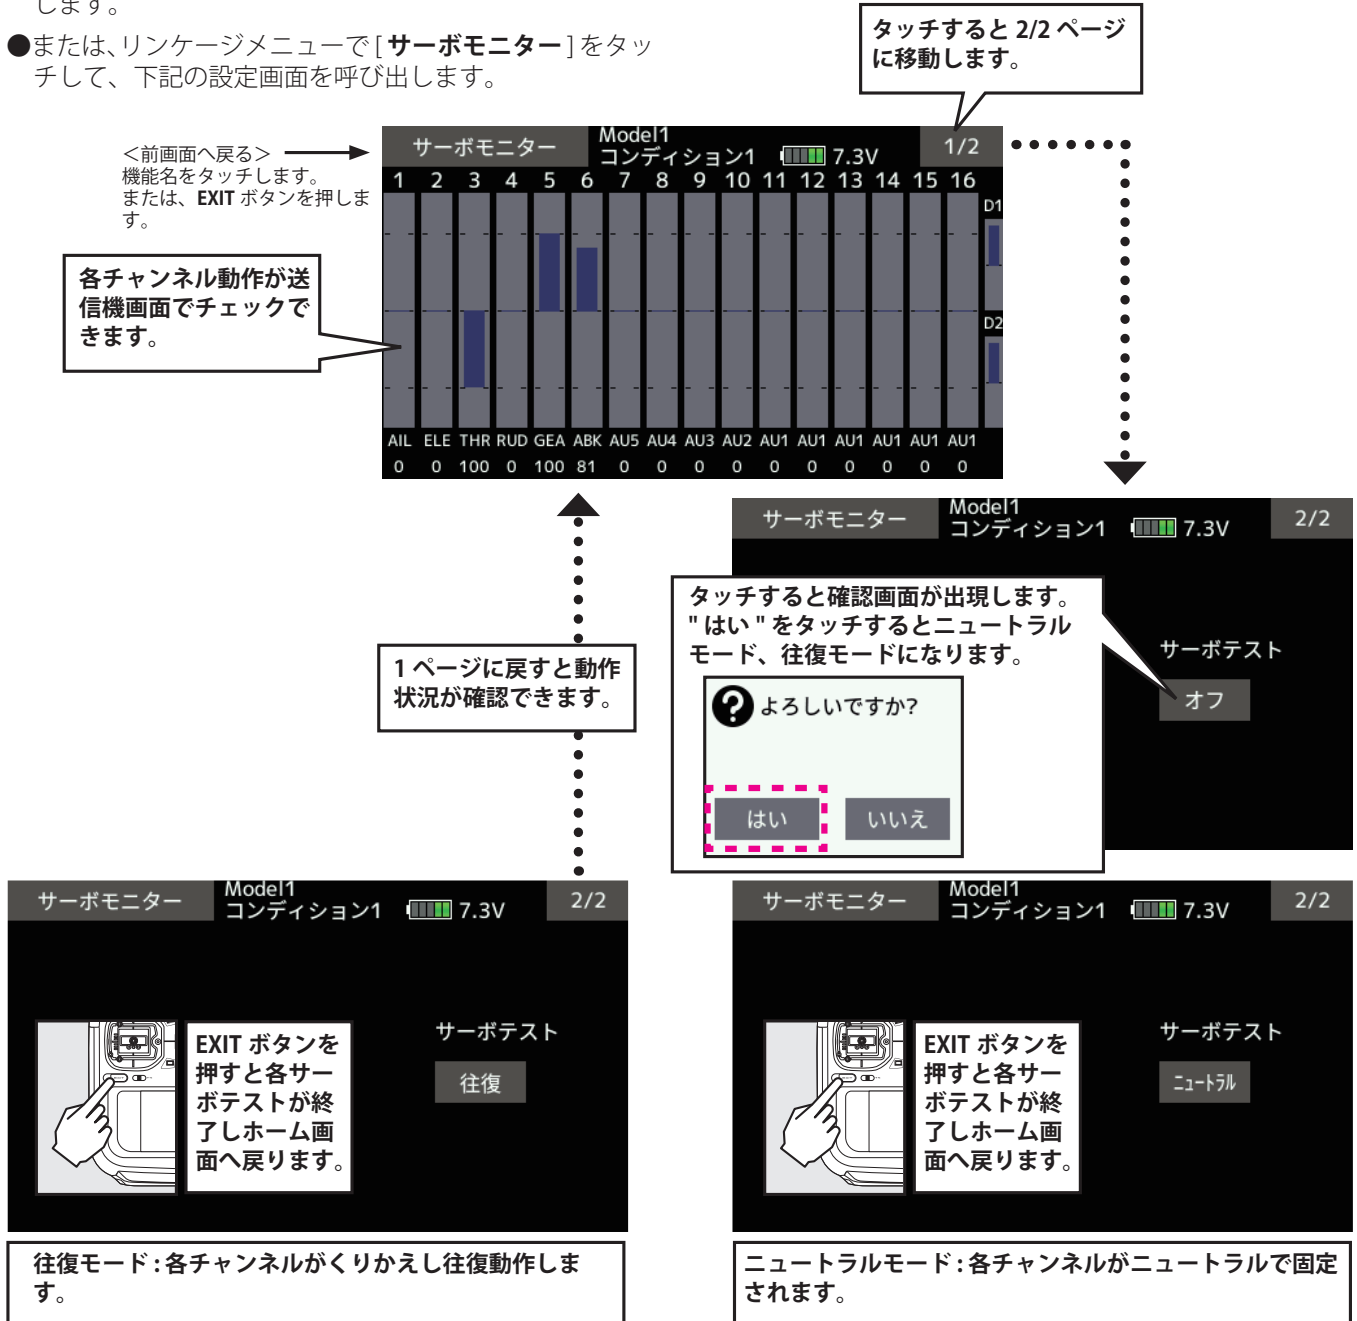 します。
●または、リンケージメニューで [ サーボモニター ] をタッ
チして、下記の設定画面を呼び出します。
タッチすると 2/2 ページ
に移動します。
＜前画面へ戻る＞
機能名をタッチします。
または、EXIT ボタンを押しま
す。
各チャンネル動作が送
信機画面でチェックで
きます。
サーボモニター
Model1
コンディション1
7.3V
1/2
1 2 3 4 5 6 7 8 9 10 11 12 13 14 15 16
D1
D2
AIL ELE THR RUD GEA ABK AU5 AU4 AU3 AU2 AU1 AU1 AU1 AU1 AU1 AU1
0 0 100 0 100 81 0 0 0 0 0 0 0 0 0 0
サーボモニター
Model1
コンディション1
7.3V
2/2
タッチすると確認画面が出現します。
" はい " をタッチするとニュートラル
モード、往復モードになります。
よろしいですか?
はい
いいえ
サーボテスト
オフ
1 ページに戻すと動作
状況が確認できます。
サーボモニター
Model1
コンディション1
7.3V
2/2
EXIT ボタンを
押すと各サー
ボテストが終
了しホーム画
面へ戻ります。
サーボテスト
往復
往復モード : 各チャンネルがくりかえし往復動作しま
す。
サーボモニター
Model1
コンディション1
7.3V
2/2
EXIT ボタンを
押すと各サー
ボテストが終
了しホーム画
面へ戻ります。
サーボテスト
ﾆｭｰﾄﾗﾙ
ニュートラルモード : 各チャンネルがニュートラルで固定
されます。